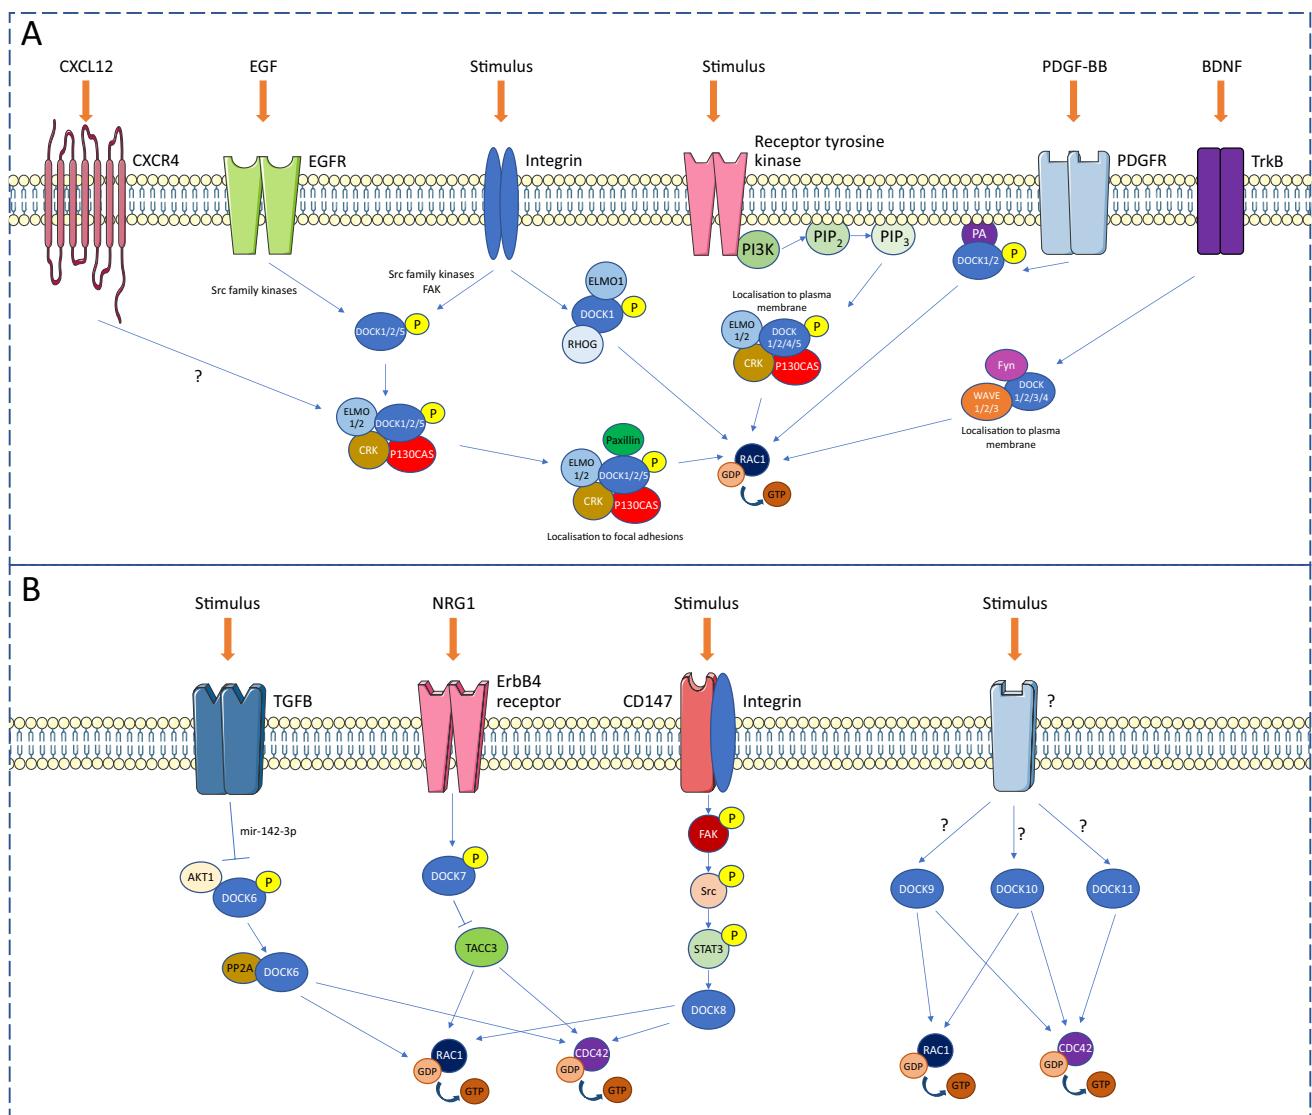 A
CXCL12
EGF
Stimulus
Stimulus
PDGF-BB
BDNF
CXCR4
EGFR
Integrin
Receptor tyrosine
kinase
PDGFR
TrkB
PI3K
PIP2
PIP3
PA
DOCK1/2
P
Src family kinases
Src family kinases
FAK
DOCK1/2/5
P
ELMO1
DOCK1
P
RHOG
Localisation to plasma
membrane
ELMO
1/2
DOCK
1/2/4/5
P
CRK
P130CAS
Fyn
DOCK
1/2/3/4
WAVE
1/2/3
Localisation to plasma
membrane
?
ELMO
1/2
DOCK1/2/5
P
CRK
P130CAS
Paxillin
ELMO
1/2
DOCK1/2/5
P
CRK
P130CAS
Localisation to focal adhesions
RAC1
GDP
GTP
B
Stimulus
NRG1
Stimulus
Stimulus
TGFB
ErbB4
receptor
CD147
Integrin
?
mir-142-3p
AKT1
DOCK6
P
PP2A
DOCK6
DOCK7
P
TACC3
FAK
P
Src
P
STAT3
P
DOCK8
RAC1
GDP
GTP
CDC42
GDP
GTP
?
?
?
DOCK9
DOCK10
DOCK11
RAC1
GDP
GTP
CDC42
GDP
GTP